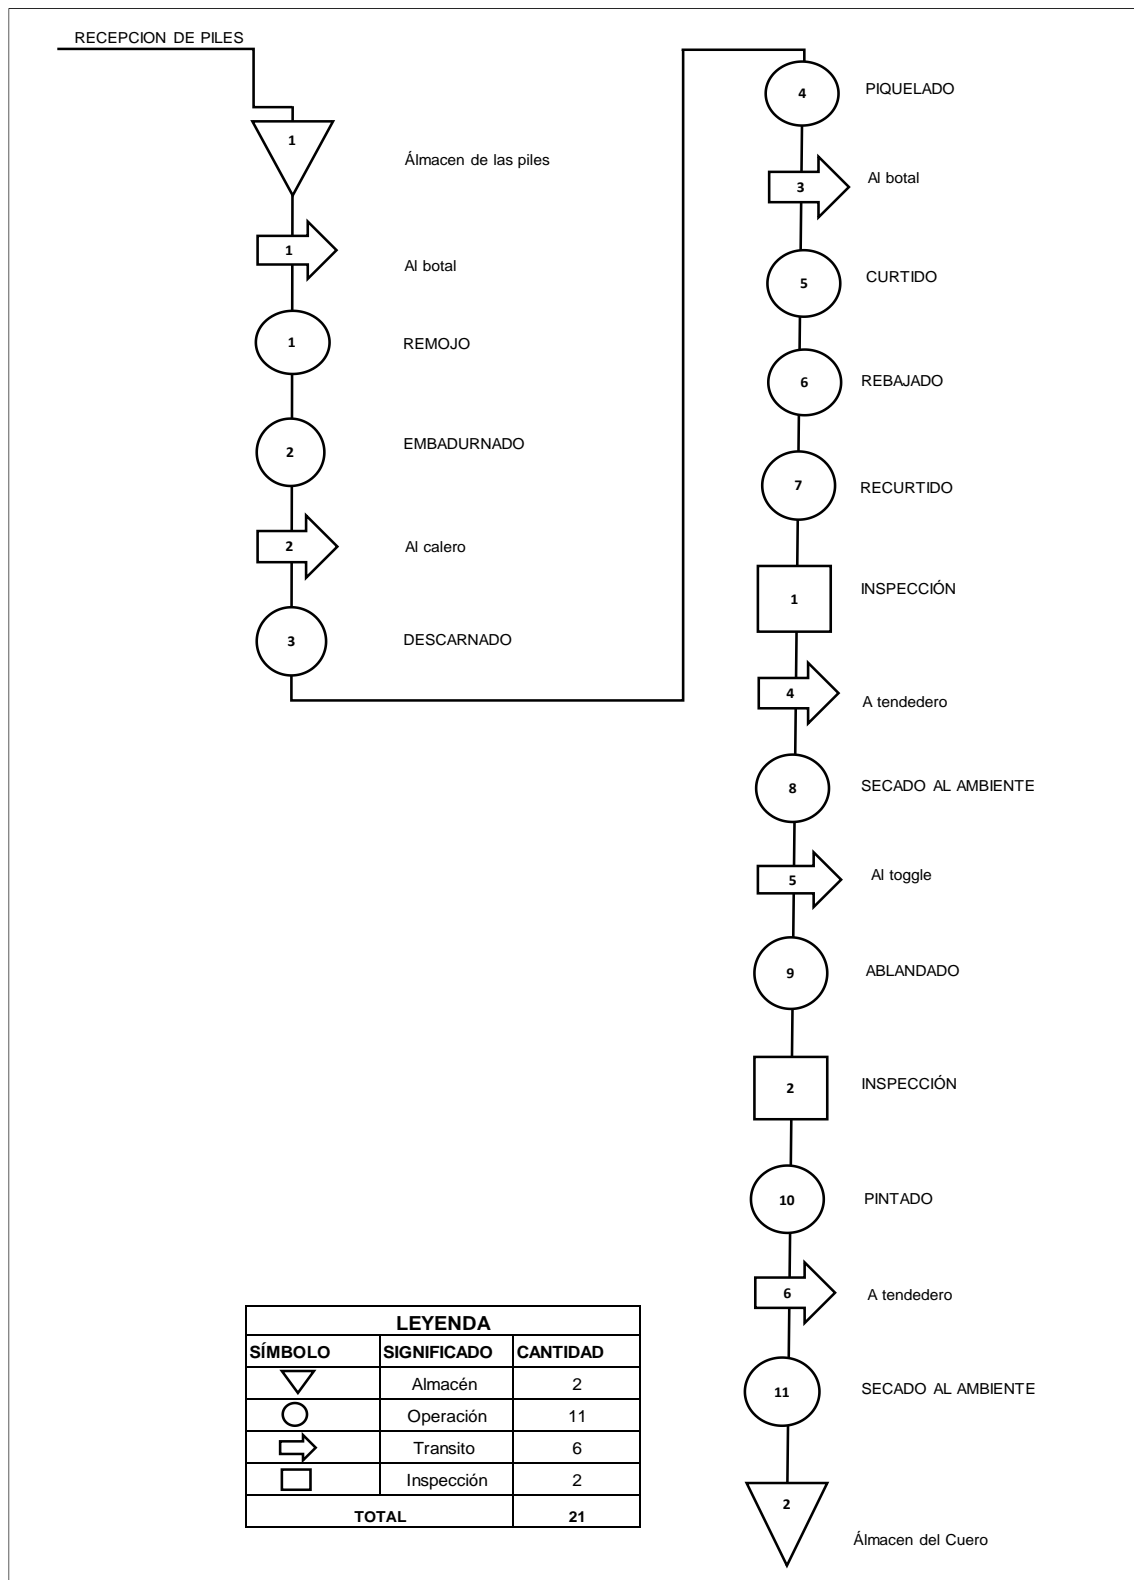 RECEPCION DE PILES
1
Álmacen de las piles
1
Al botal
1
REMOJO
2
EMBADURNADO
2
Al calero
3
DESCARNADO
4
PIQUELADO
3
Al botal
5
CURTIDO
6
REBAJADO
7
RECURTIDO
1
INSPECCIÓN
4
A tendedero
8
SECADO AL AMBIENTE
5
Al toggle
9
ABLANDADO
2
INSPECCIÓN
10
PINTADO
6
A tendedero
11
SECADO AL AMBIENTE
2
Álmacen del Cuero
LEYENDA
SÍMBOLO SIGNIFICADO CANTIDAD
Almacén 2
Operación 11
Transito 6
Inspección 2
TOTAL 21